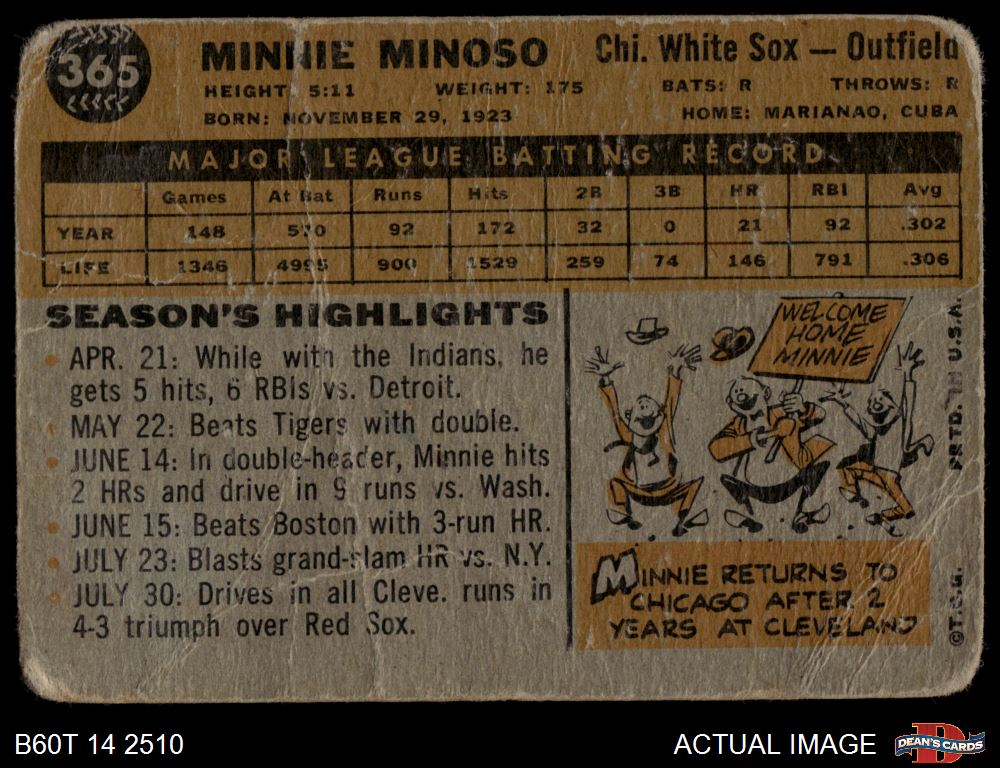 365
MINNIE MINOSO Chi. White Sox — Outfield
HEIGHT: 5:11 WEIGHT: 175 BATS: R THROWS: R
BORN: NOVEMBER 29, 1923 HOME: MARIANAO, CUBA
MAJOR LEAGUE BATTING RECORD
Games At Bat Runs Hits 2B 3B HR RBI Avg
YEAR 148 570 92 172 32 0 21 92 .302
LIFE 1346 4995 900 1529 259 74 146 791 .306
SEASON'S HIGHLIGHTS
• APR. 21: While with the Indians, he
gets 5 hits, 6 RBIs vs. Detroit.
• MAY 22: Beats Tigers with double.
• JUNE 14: In double-header, Minnie hits
2 HRs and drive in 9 runs vs. Wash.
• JUNE 15: Beats Boston with 3-run HR.
• JULY 23: Blasts grand-slam HR vs. N.Y.
• JULY 30: Drives in all Cleve. runs in
4-3 triumph over Red Sox.
WELCOME
HOME
MINNIE
MINNIE RETURNS TO
CHICAGO AFTER 2
YEARS AT CLEVELAND
©T.C.G. PRTD. IN U.S.A.
B60T 14 2510
ACTUAL IMAGE
D
DEAN'S CARDS